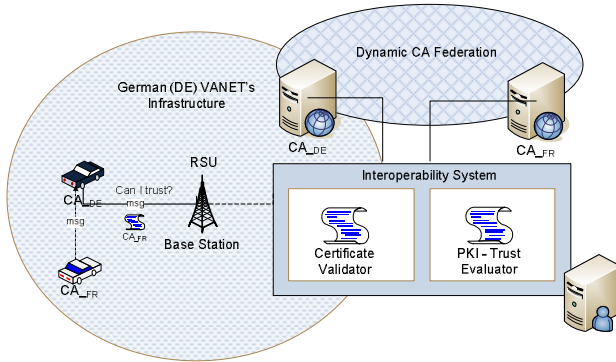 Dynamic CA Federation
German (DE) VANET's
Infrastructure
CA_DE
CA_FR
RSU
Interoperability System
Can I trust?
CA_DE
msg
msg
CA_FR
Base Station
Certificate
Validator
PKI - Trust
Evaluator
CA_FR